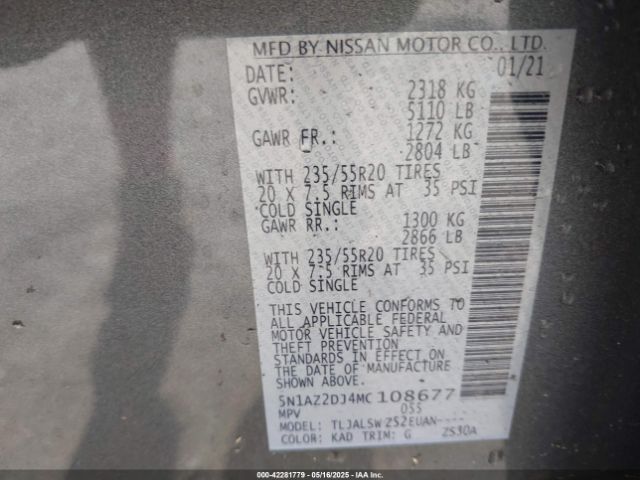 MFD BY NISSAN MOTOR CO., LTD.
DATE: 01/21
GVWR: 2318 KG
5110 LB
GAWR FR.: 1272 KG
2804 LB
WITH 235/55R20 TIRES
20 X 7.5 RIMS AT 35 PSI
COLD SINGLE
GAWR RR.: 1300 KG
2866 LB
WITH 235/55R20 TIRES
20 X 7.5 RIMS AT 35 PSI
COLD SINGLE
THIS VEHICLE CONFORMS TO
ALL APPLICABLE FEDERAL
MOTOR VEHICLE SAFETY AND
THEFT PREVENTION
STANDARDS IN EFFECT ON
THE DATE OF MANUFACTURE
SHOWN ABOVE.
5N1AZ2DJ4MC108677
MPV OSS
MODEL: TLJALSW ZS2EUAN----
COLOR: KAD TRIM: G ZS30A
000-42281779 - 05/16/2025 - IAAI.COM